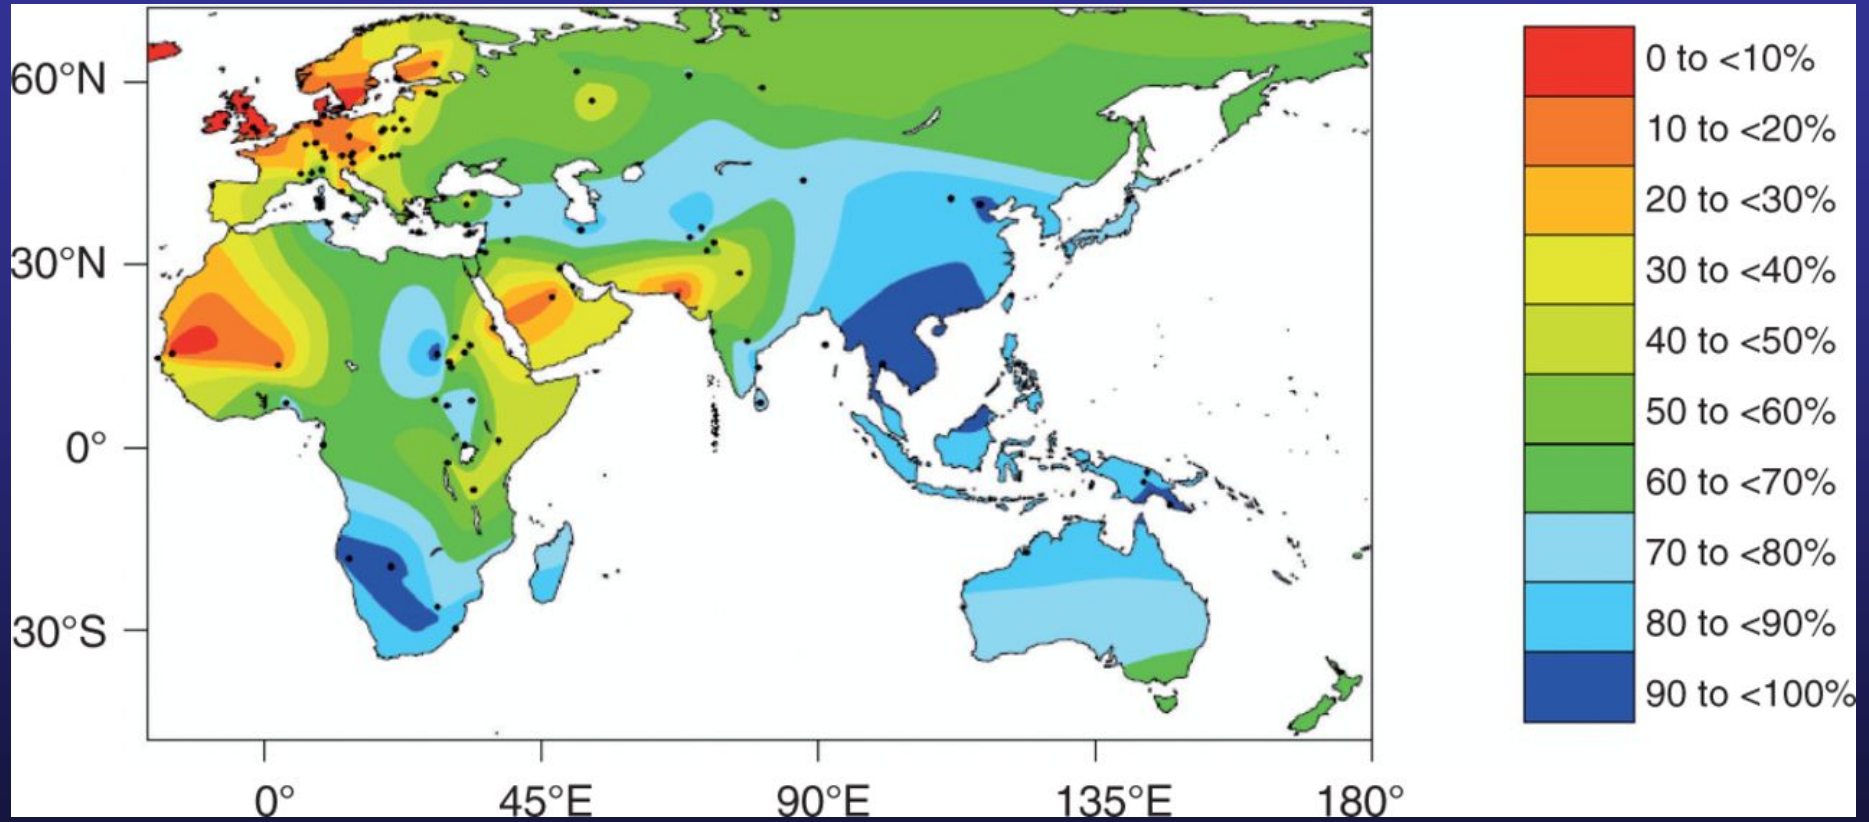 60°N
30°N
0°
30°S
0°
45°E
90°E
135°E
180°
0 to <10%
10 to <20%
20 to <30%
30 to <40%
40 to <50%
50 to <60%
60 to <70%
70 to <80%
80 to <90%
90 to <100%